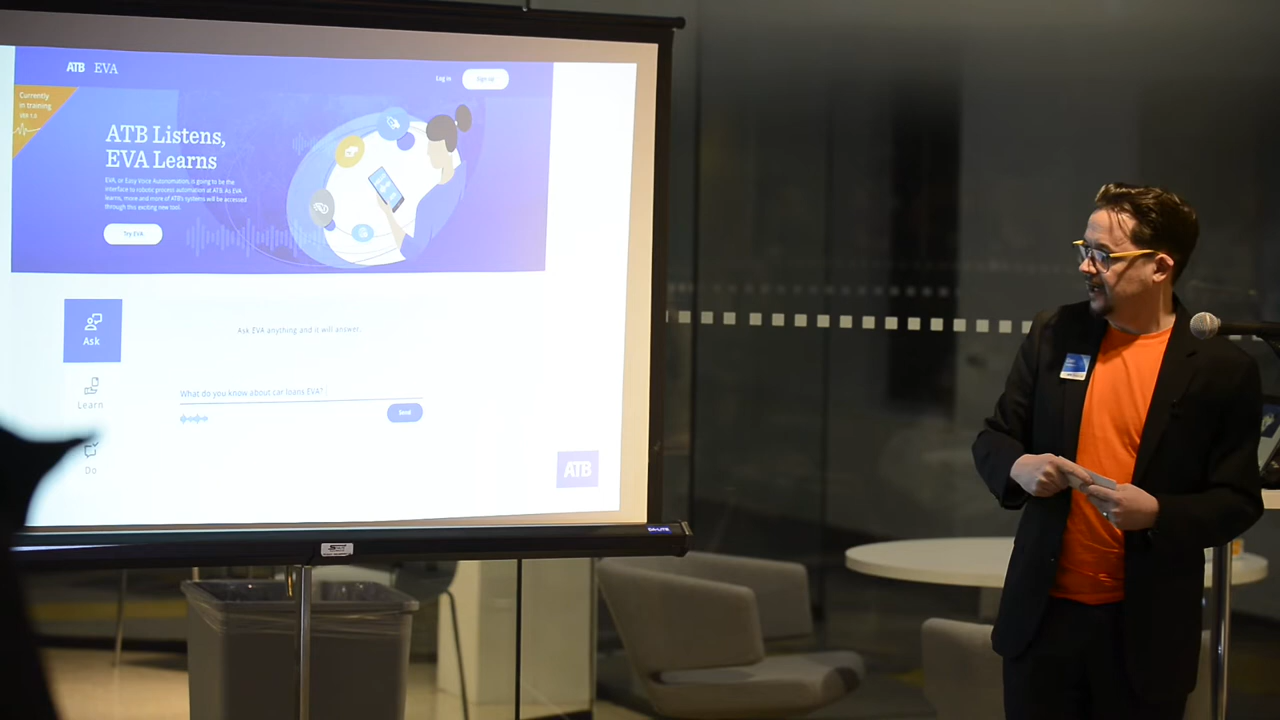 ATB EVA
Log in
Sign up
Currently
in training
ATB Listens,
EVA Learns
EVA, or Easy Voice Automation, is going to be the
interface to robotic process automation at ATB. As EVA
learns, more and more of ATB's systems will be accessed
through this exciting new tool.
Try EVA
Ask
Ask EVA anything and it will answer.
Learn
What do you know about car loans EVA?
Send
Do
ATB
DA-LITE